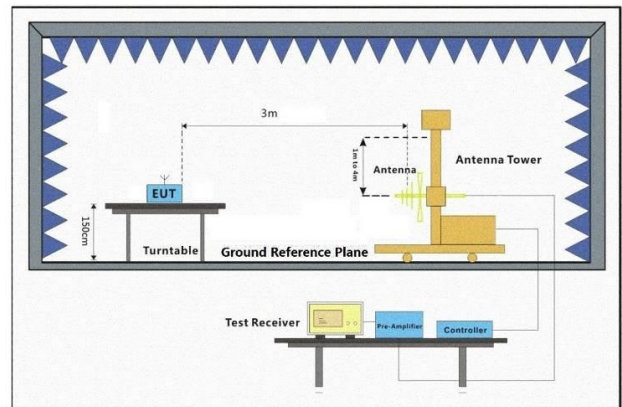 3m
1m to 4m
Antenna
Antenna Tower
EUT
150cm
Turntable
Ground Reference Plane
Test Receiver
Pre-Amplifier
Controller